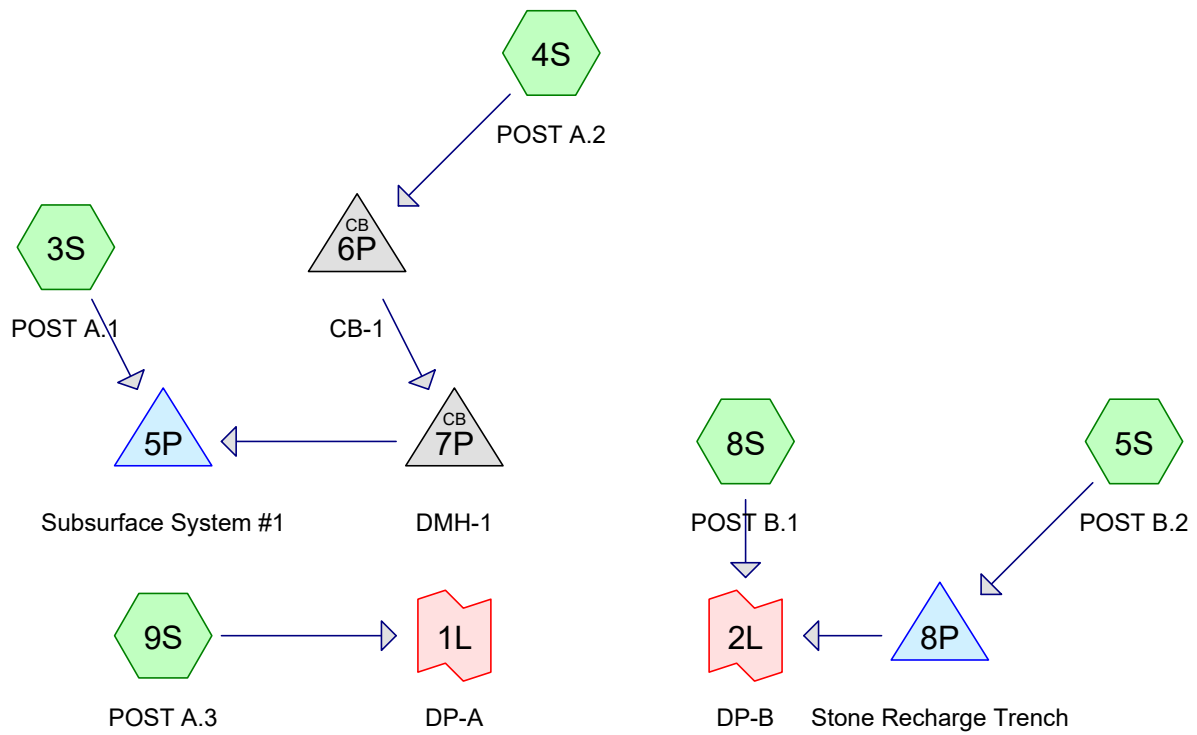 4S
POST A.2
3S
POST A.1
CB
6P
CB-1
5P
Subsurface System #1
CB
7P
DMH-1
8S
POST B.1
5S
POST B.2
9S
POST A.3
1L
DP-A
2L
DP-B
8P
Stone Recharge Trench